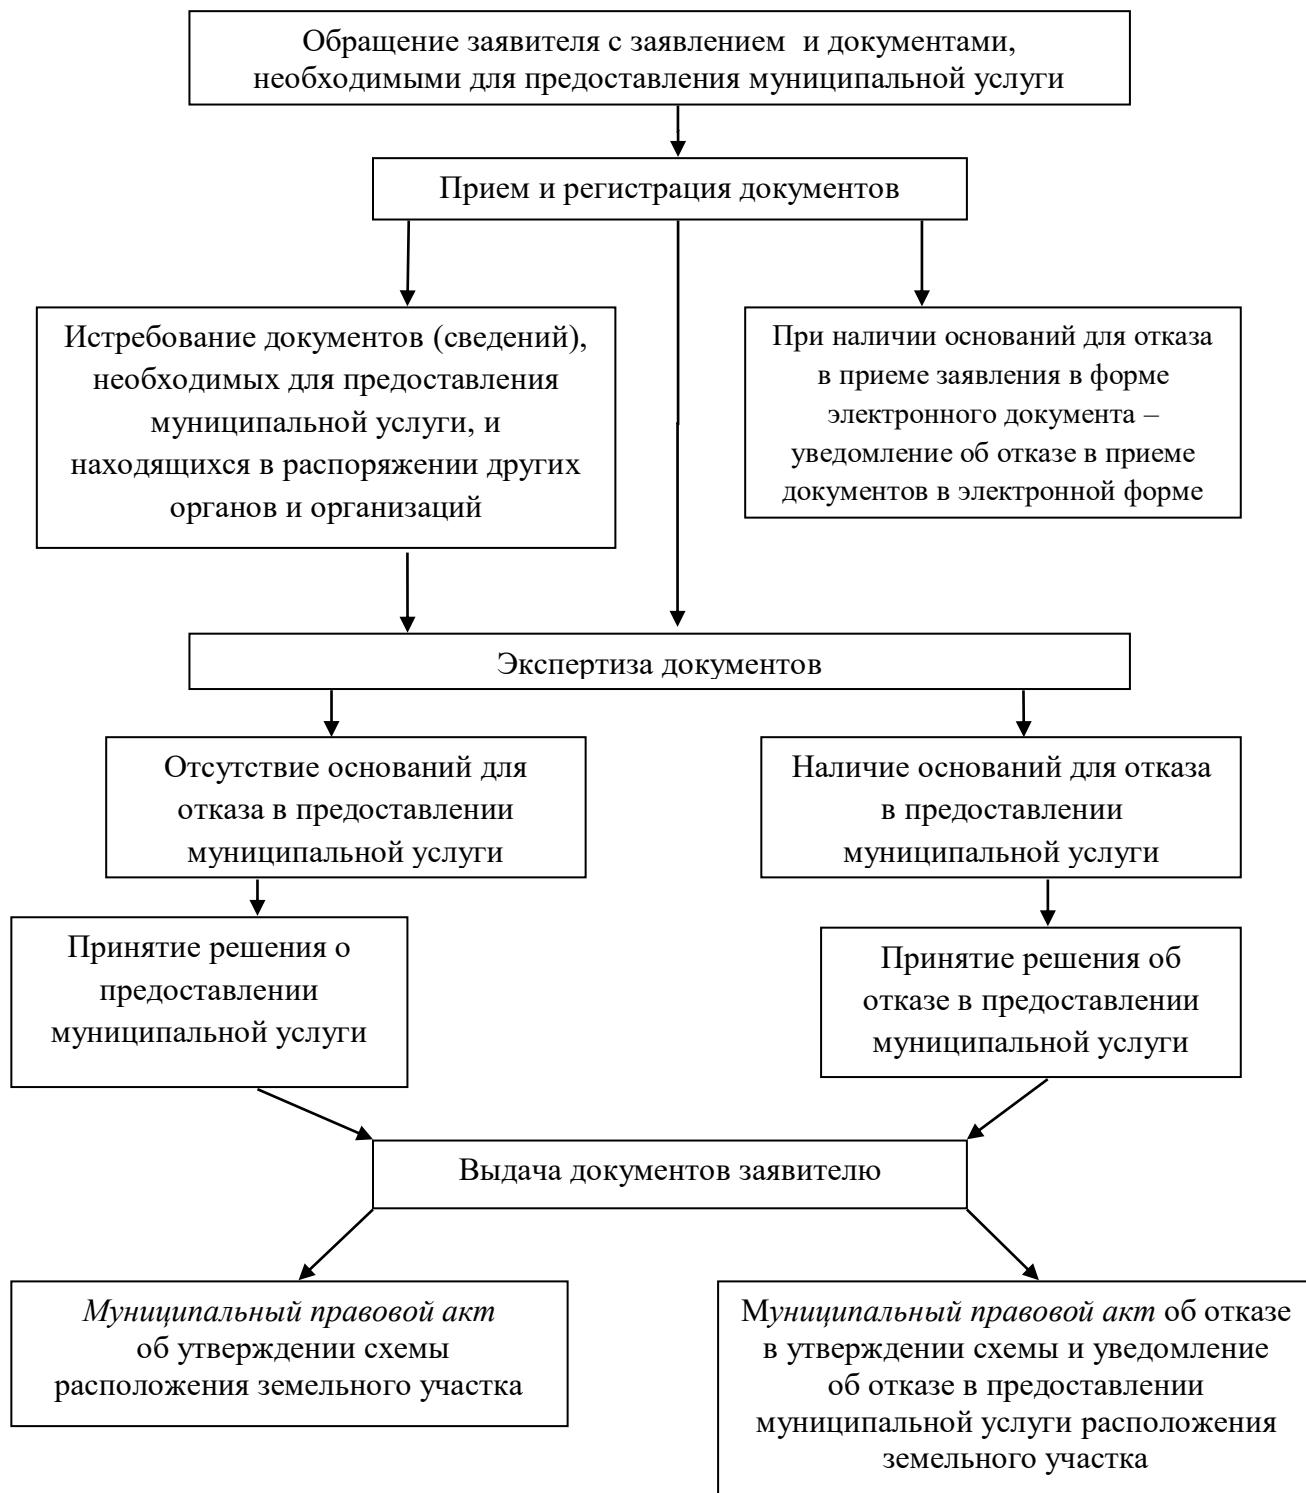 Обращение заявителя с заявлением и документами,
необходимыми для предоставления муниципальной услуги
Прием и регистрация документов
Истребование документов (сведений),
необходимых для предоставления
муниципальной услуги, и
находящихся в распоряжении других
органов и организаций
При наличии оснований для отказа
в приеме заявления в форме
электронного документа –
уведомление об отказе в приеме
документов в электронной форме
Экспертиза документов
Отсутствие оснований для
отказа в предоставлении
муниципальной услуги
Наличие оснований для отказа
в предоставлении
муниципальной услуги
Принятие решения о
предоставлении
муниципальной услуги
Принятие решения об
отказе в предоставлении
муниципальной услуги
Выдача документов заявителю
Муниципальный правовой акт
об утверждении схемы
расположения земельного участка
Муниципальный правовой акт об отказе
в утверждении схемы и уведомление
об отказе в предоставлении
муниципальной услуги расположения
земельного участка